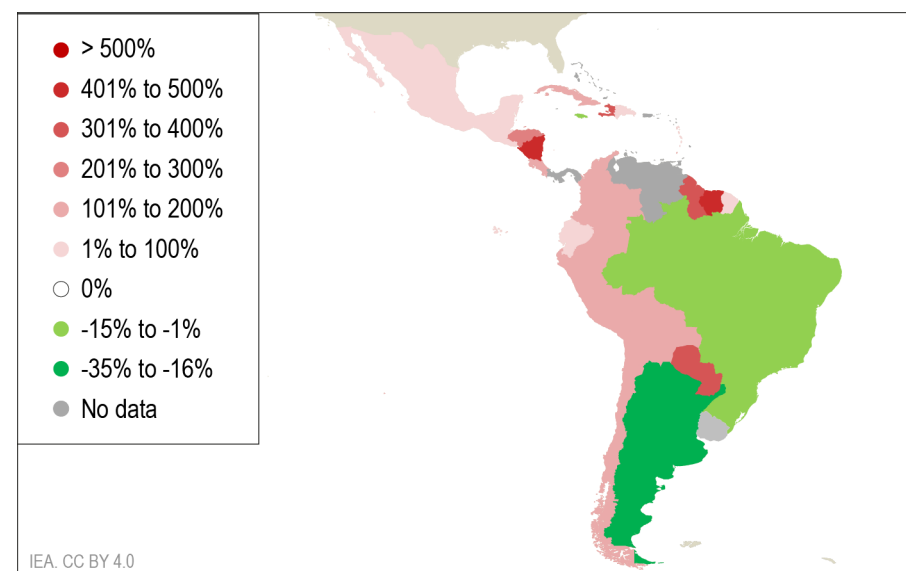 > 500%
401% to 500%
301% to 400%
201% to 300%
101% to 200%
1% to 100%
0%
-15% to -1%
-35% to -16%
No data
IEA. CC BY 4.0